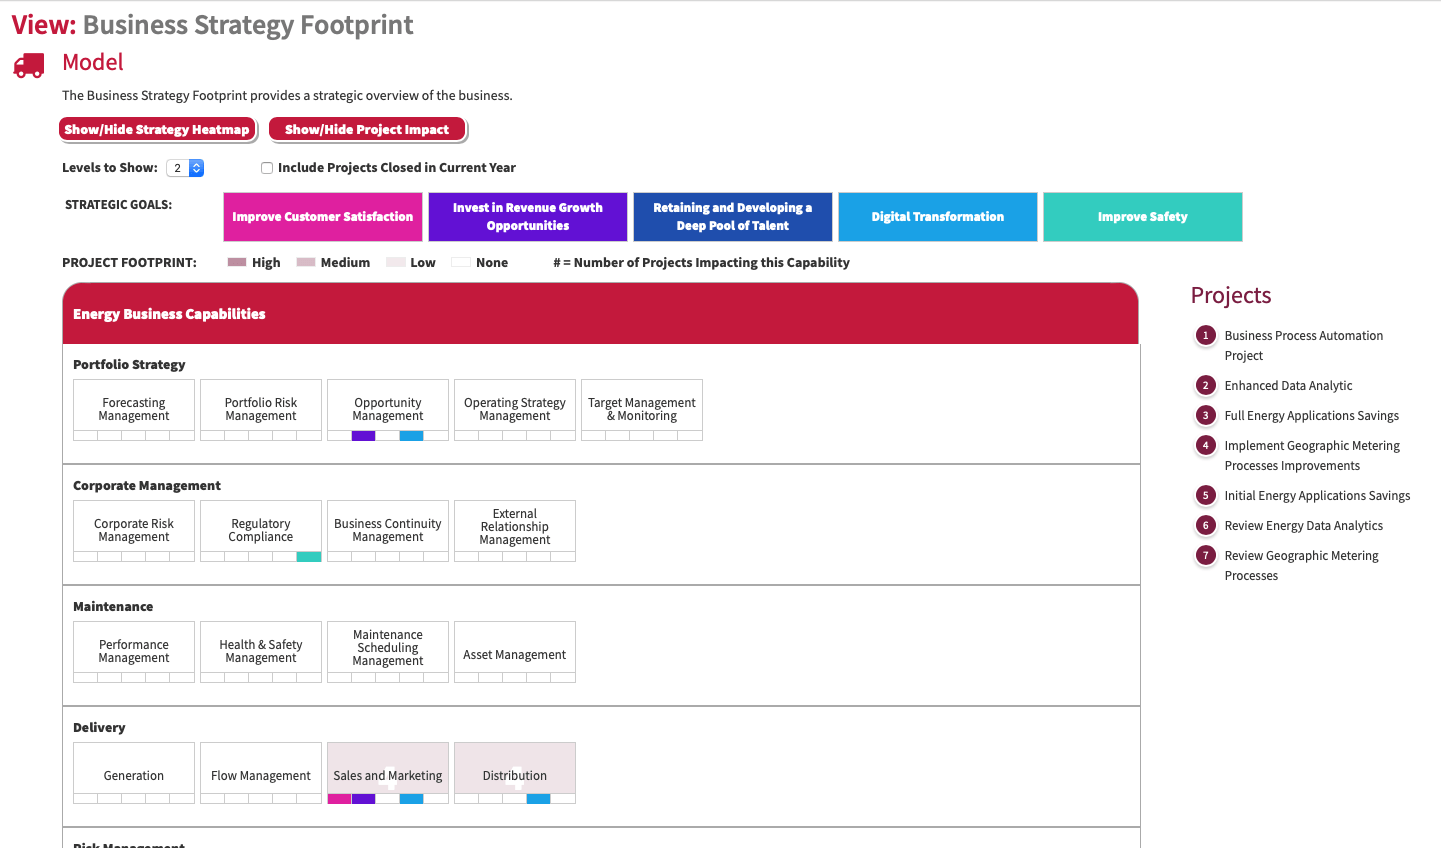 View: Business Strategy Footprint
Model
The Business Strategy Footprint provides a strategic overview of the business.
Show/Hide Strategy Heatmap
Show/Hide Project Impact
Levels to Show: 2
Include Projects Closed in Current Year
STRATEGIC GOALS:
Improve Customer Satisfaction
Invest in Revenue Growth
Opportunities
Retaining and Developing a
Deep Pool of Talent
Digital Transformation
Improve Safety
PROJECT FOOTPRINT: High Medium Low None # = Number of Projects Impacting this Capability
Energy Business Capabilities
Portfolio Strategy
Forecasting
Management
Portfolio Risk
Management
Opportunity
Management
Operating Strategy
Management
Target Management
& Monitoring
Corporate Management
Corporate Risk
Management
Regulatory
Compliance
Business Continuity
Management
External
Relationship
Management
Maintenance
Performance
Management
Health & Safety
Management
Maintenance
Scheduling
Management
Asset Management
Delivery
Generation
Flow Management
Sales and Marketing
4
Distribution
4
Risk Management
Projects
1 Business Process Automation
Project
2 Enhanced Data Analytic
3 Full Energy Applications Savings
4 Implement Geographic Metering
Processes Improvements
5 Initial Energy Applications Savings
6 Review Energy Data Analytics
7 Review Geographic Metering
Processes